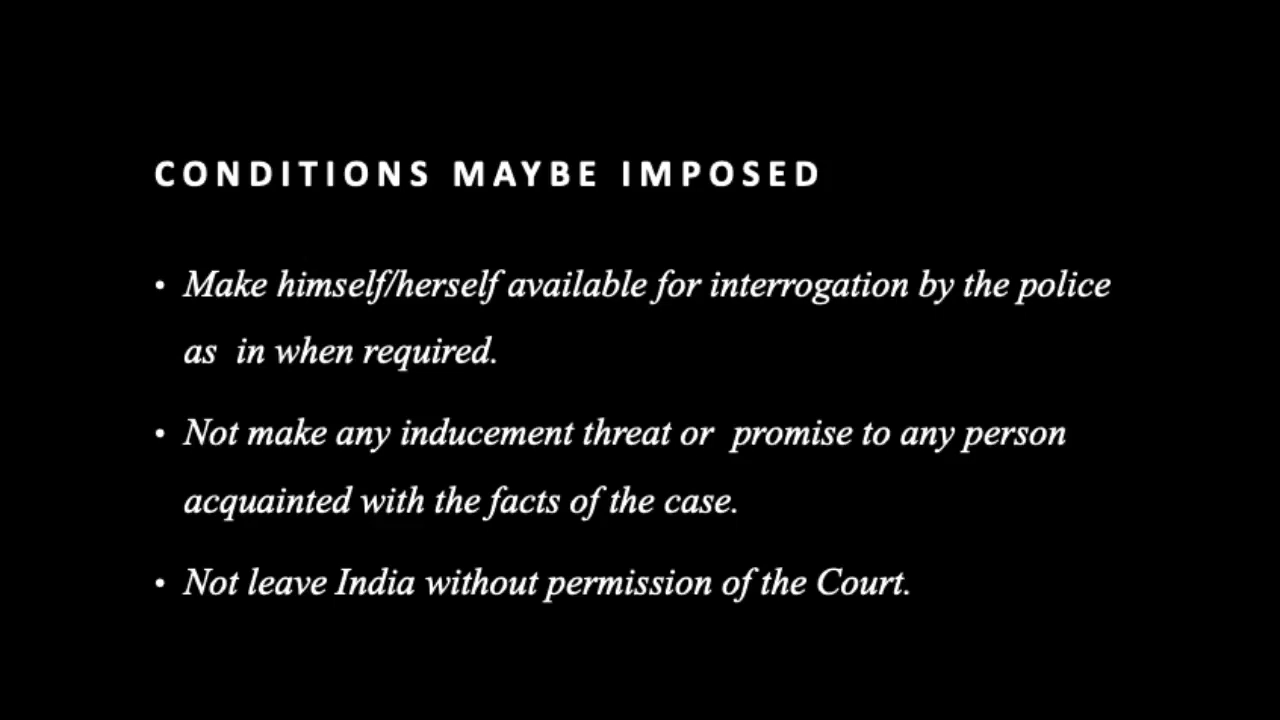 CONDITIONS MAYBE IMPOSED
• Make himself/herself available for interrogation by the police
as  in when required.
• Not make any inducement threat or  promise to any person
acquainted with the facts of the case.
• Not leave India without permission of the Court.